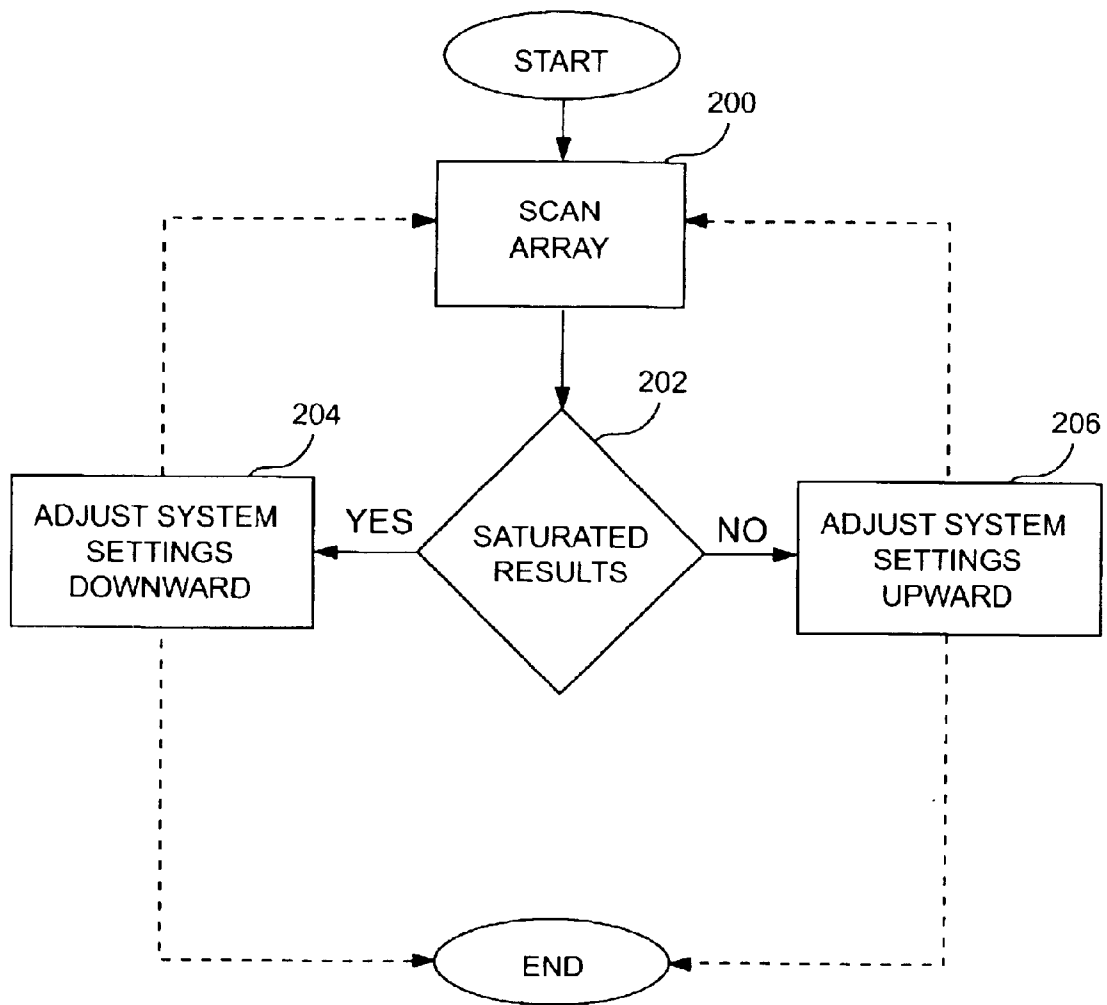 START
200
SCAN
ARRAY
202
204
206
ADJUST SYSTEM
SETTINGS
DOWNWARD
YES
SATURATED
RESULTS
NO
ADJUST SYSTEM
SETTINGS
UPWARD
END